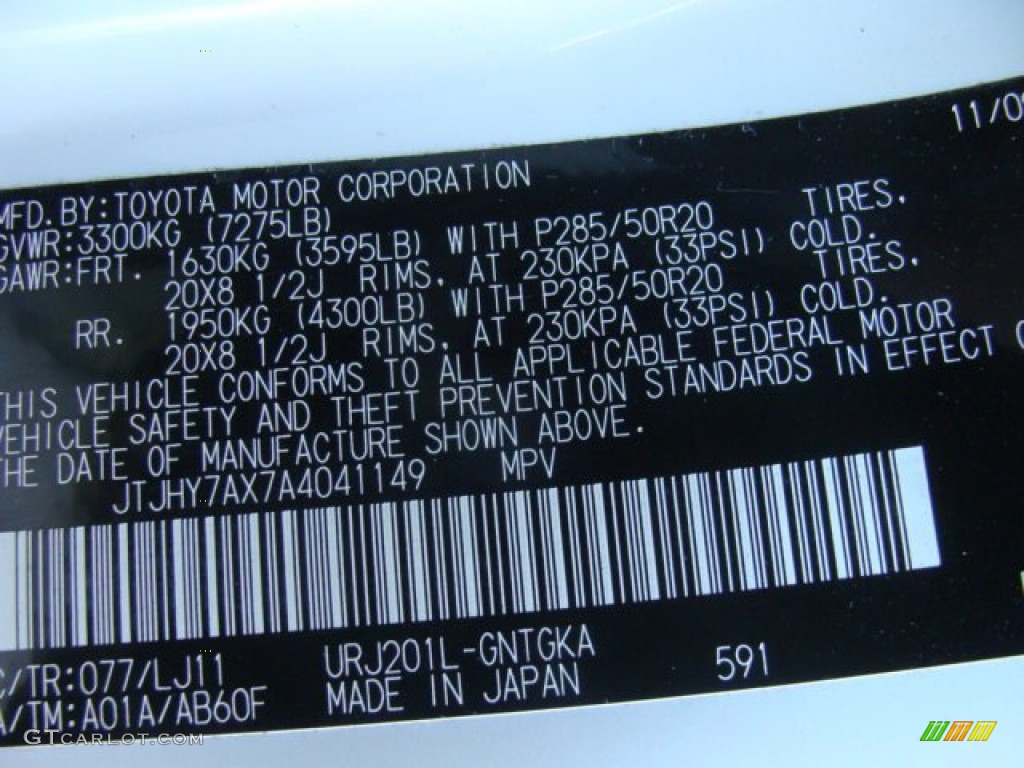 11/09
MFD.BY:TOYOTA MOTOR CORPORATION
GVWR:3300KG (7275LB)
GAWR:FRT. 1630KG (3595LB) WITH P285/50R20 TIRES,
20X8 1/2J RIMS, AT 230KPA (33PSI) COLD.
RR. 1950KG (4300LB) WITH P285/50R20 TIRES,
20X8 1/2J RIMS, AT 230KPA (33PSI) COLD.
THIS VEHICLE CONFORMS TO ALL APPLICABLE FEDERAL MOTOR
VEHICLE SAFETY AND THEFT PREVENTION STANDARDS IN EFFECT O
THE DATE OF MANUFACTURE SHOWN ABOVE.
JTJHY7AX7A4041149 MPV
C/TR:077/LJ11 URJ201L-GNTGKA 591
A/TM:A01A/AB60F MADE IN JAPAN
GTCARLOT.COM